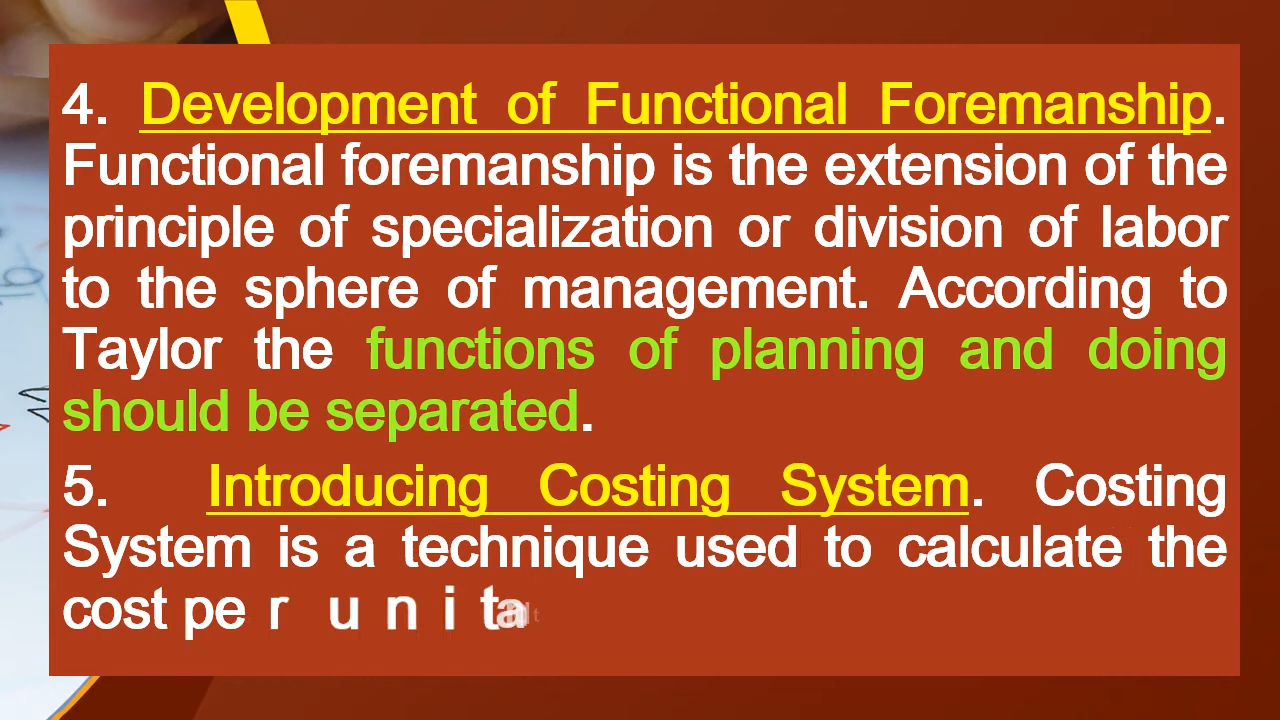 4. Development of Functional Foremanship.
Functional foremanship is the extension of the
principle of specialization or division of labor
to the sphere of management. According to
Taylor the functions of planning and doing
should be separated.
5. Introducing Costing System. Costing
System is a technique used to calculate the
cost per unit